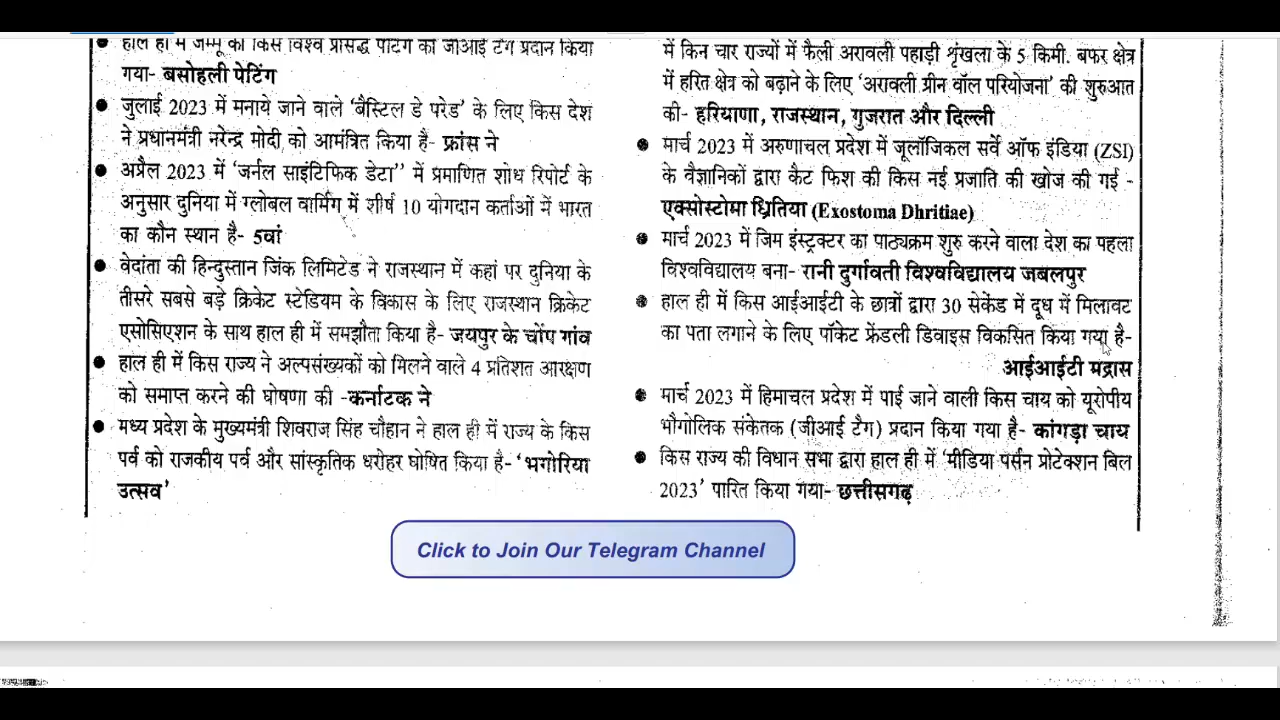 हाल ही में जम्मू की किस विश्व प्रसिद्ध पेंटिंग को जीआई टैग प्रदान किया
गया- बसोहली पेटिंग
● जुलाई 2023 में मनाये जाने वाले 'बैस्टिल डे परेड' के लिए किस देश
ने प्रधानमंत्री नरेन्द्र मोदी को आमंत्रित किया है- फ्रांस ने
● अप्रैल 2023 में 'जर्नल साइंटिफिक डेटा'' में प्रमाणित शोध रिपोर्ट के
अनुसार दुनिया में ग्लोबल वार्मिंग में शीर्ष 10 योगदान कर्ताओं में भारत
का कौन स्थान है- 5वां
● वेदांता की हिन्दुस्तान जिंक लिमिटेड ने राजस्थान में कहां पर दुनिया के
तीसरे सबसे बड़े क्रिकेट स्टेडियम के विकास के लिए राजस्थान क्रिकेट
एसोसिएशन के साथ हाल ही में समझौता किया है- जयपुर के चोंप गांव
● हाल ही में किस राज्य ने अल्पसंख्यकों को मिलने वाले 4 प्रतिशत आरक्षण
को समाप्त करने की घोषणा की -कर्नाटक ने
● मध्य प्रदेश के मुख्यमंत्री शिवराज सिंह चौहान ने हाल ही में राज्य के किस
पर्व को राजकीय पर्व और सांस्कृतिक धरोहर घोषित किया है- 'भगोरिया
उत्सव'
में किन चार राज्यों में फैली अरावली पहाड़ी श्रृंखला के 5 किमी. बफर क्षेत्र
में हरित क्षेत्र को बढ़ाने के लिए 'अरावली ग्रीन वॉल परियोजना' की शुरुआत
की- हरियाणा, राजस्थान, गुजरात और दिल्ली
● मार्च 2023 में अरुणाचल प्रदेश में जूलॉजिकल सर्वे ऑफ इंडिया (ZSI)
के वैज्ञानिकों द्वारा कैट फिश की किस नई प्रजाति की खोज की गई -
एक्सोस्टोमा ध्रितिया (Exostoma Dhritiae)
● मार्च 2023 में जिम इंस्ट्रक्टर का पाठ्यक्रम शुरु करने वाला देश का पहला
विश्वविद्यालय बना- रानी दुर्गावती विश्वविद्यालय जबलपुर
● हाल ही में किस आईआईटी के छात्रों द्वारा 30 सेकेंड में दूध में मिलावट
का पता लगाने के लिए पॉकेट फ्रेंडली डिवाइस विकसित किया गया है-
आईआईटी मद्रास
● मार्च 2023 में हिमाचल प्रदेश में पाई जाने वाली किस चाय को यूरोपीय
भौगोलिक संकेतक (जीआई टैग) प्रदान किया गया है- कांगड़ा चाय
● किस राज्य की विधान सभा द्वारा हाल ही में 'मीडिया पर्सन प्रोटेक्शन बिल
2023' पारित किया गया- छत्तीसगढ़
Click to Join Our Telegram Channel